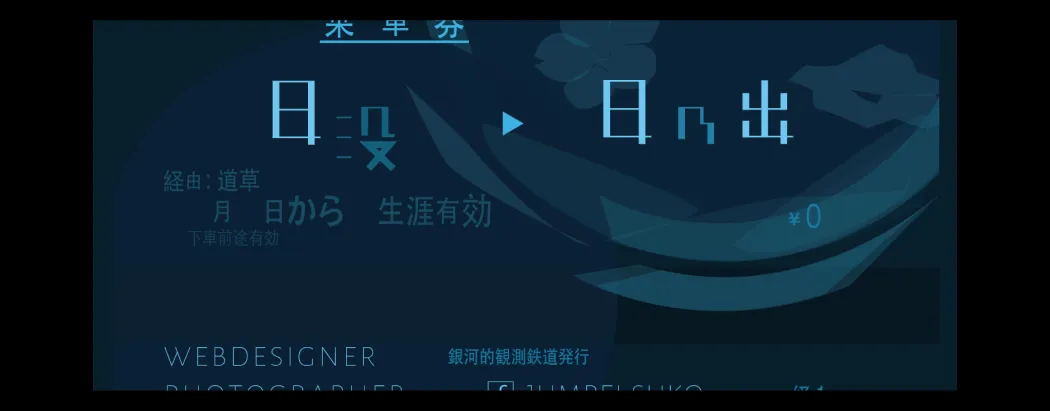 乗車券
日没 ▶ 日の出
経由：道草
月　日から　生涯有効
¥0
下車前途有効
WEBDESIGNER
銀河的観測鉄道発行
PHOTOGRAPHER
JUMPEI SUKO